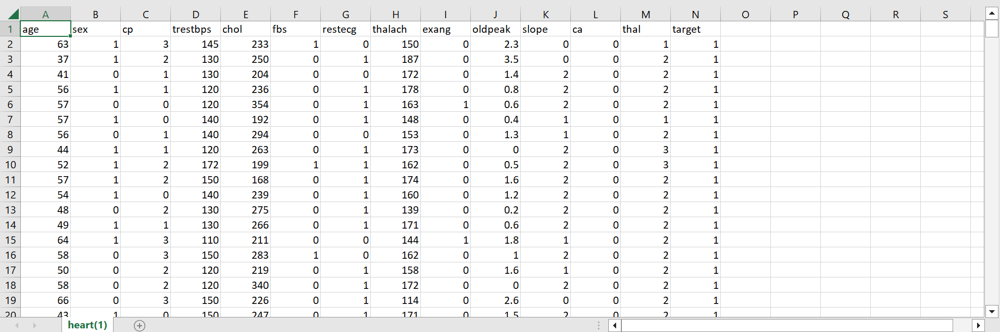 A B C D E F G H I J K L M N O P Q R S
1 age sex cp trestbps chol fbs restecg thalach exang oldpeak slope ca thal target
2 63 1 3 145 233 1 0 150 0 2.3 0 0 1 1
3 37 1 2 130 250 0 1 187 0 3.5 0 0 2 1
4 41 0 1 130 204 0 0 172 0 1.4 2 0 2 1
5 56 1 1 120 236 0 1 178 0 0.8 2 0 2 1
6 57 0 0 120 354 0 1 163 1 0.6 2 0 2 1
7 57 1 0 140 192 0 1 148 0 0.4 1 0 1 1
8 56 0 1 140 294 0 0 153 0 1.3 1 0 2 1
9 44 1 1 120 263 0 1 173 0 0 2 0 3 1
10 52 1 2 172 199 1 1 162 0 0.5 2 0 3 1
11 57 1 2 150 168 0 1 174 0 1.6 2 0 2 1
12 54 1 0 140 239 0 1 160 0 1.2 2 0 2 1
13 48 0 2 130 275 0 1 139 0 0.2 2 0 2 1
14 49 1 1 130 266 0 1 171 0 0.6 2 0 2 1
15 64 1 3 110 211 0 0 144 1 1.8 1 0 2 1
16 58 0 3 150 283 1 0 162 0 1 2 0 2 1
17 50 0 2 120 219 0 1 158 0 1.6 1 0 2 1
18 58 0 2 120 340 0 1 172 0 0 2 0 2 1
19 66 0 3 150 226 0 1 114 0 2.6 0 0 2 1
20 43 1 0 150 247 0 1 171 0 1.5 2 0 2 1
heart(1)